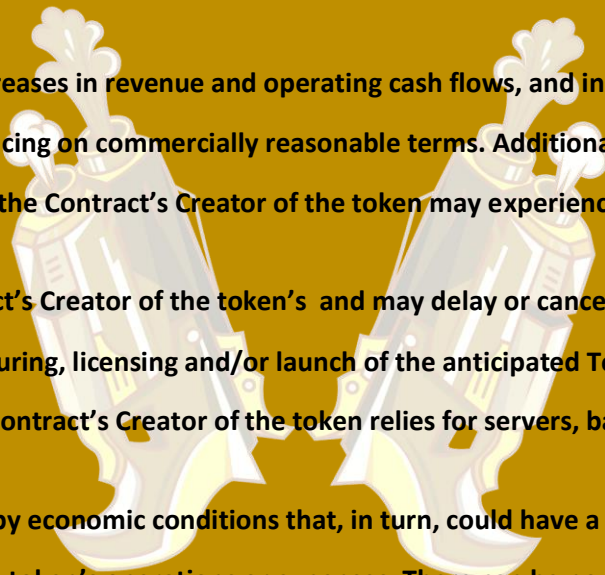 reases in revenue and operating cash flows, and in
cing on commercially reasonable terms. Additiona
the Contract’s Creator of the token may experienc
ct’s Creator of the token’s  and may delay or cance
uring, licensing and/or launch of the anticipated To
ontract’s Creator of the token relies for servers, ba
by economic conditions that, in turn, could have a